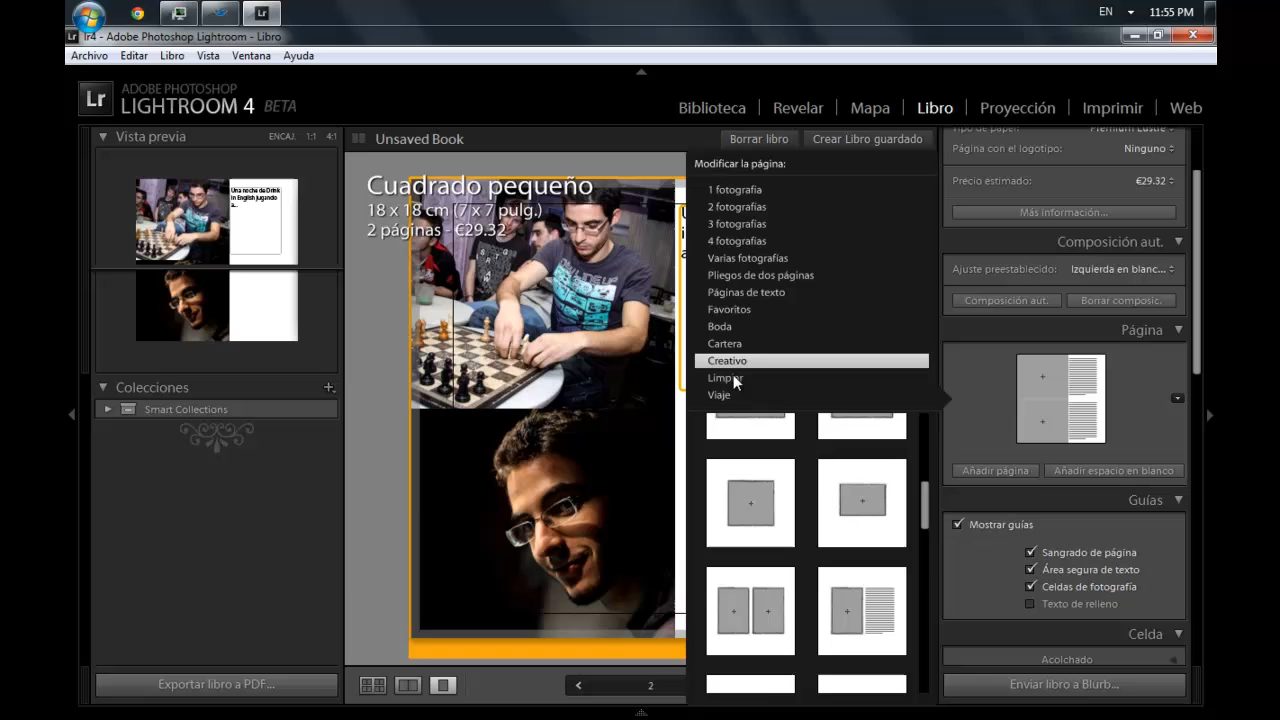 EN
11:55 PM
lr4 - Adobe Photoshop Lightroom - Libro
Archivo Editar Libro Vista Ventana Ayuda
Lr
ADOBE PHOTOSHOP
LIGHTROOM 4 BETA
Biblioteca | Revelar | Mapa | Libro | Proyección | Imprimir | Web
Vista previa
ENCAJ. 1:1 4:1
Una noche de Drink
in English jugando
a...
Colecciones
Smart Collections
Exportar libro a PDF...
Unsaved Book
Borrar libro
Crear Libro guardado
Cuadrado pequeño
18 x 18 cm (7 x 7 pulg.)
2 páginas - €29.32
Modificar la página:
1 fotografía
2 fotografías
3 fotografías
4 fotografías
Varias fotografías
Pliegos de dos páginas
Páginas de texto
Favoritos
Boda
Cartera
Creativo
Limpiar
Viaje
2
Tipo de papel: Premium Lustre
Página con el logotipo: Ninguno
Precio estimado: €29.32
Más información...
Composición aut.
Ajuste preestablecido: Izquierda en blanc...
Composición aut.
Borrar composic.
Página
Añadir página
Añadir espacio en blanco
Guías
Mostrar guías
Sangrado de página
Área segura de texto
Celdas de fotografía
Texto de relleno
Celda
Acolchado
Enviar libro a Blurb...